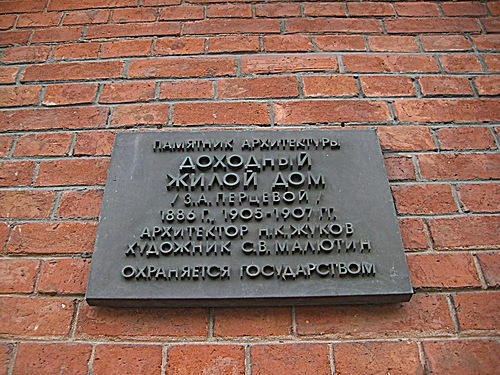 ПАМЯТНИК АРХИТЕКТУРЫ
ДОХОДНЫЙ
ЖИЛОЙ ДОМ
/З.А. ПЕРЦЕВОЙ/
1886 Г. 1905-1907 ГГ.
АРХИТЕКТОР Н.К.ЖУКОВ
ХУДОЖНИК С.В.МАЛЮТИН
ОХРАНЯЕТСЯ ГОСУДАРСТВОМ